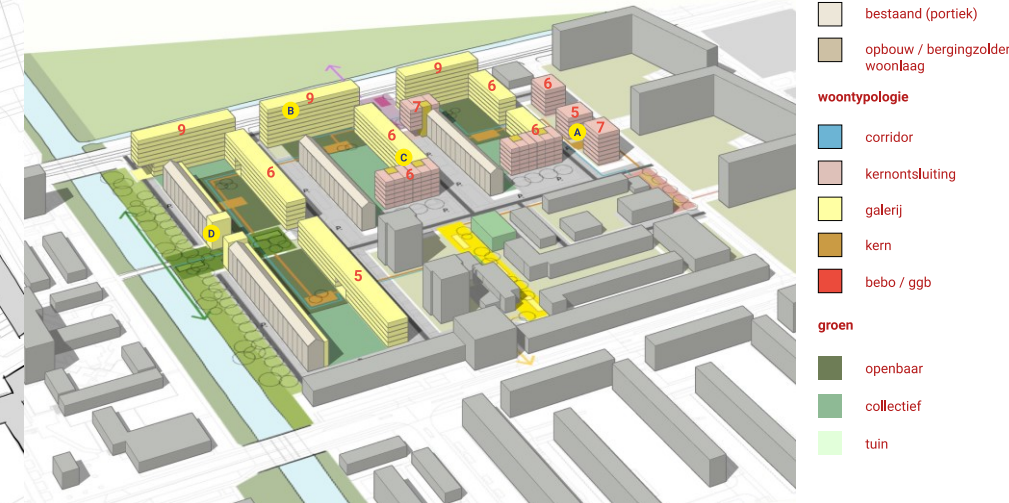 bestaand (portiek)
opbouw / bergingzolder
woonlaag
woontypologie
corridor
kernontsluiting
galerij
kern
bebo / ggb
groen
openbaar
collectief
tuin
9
6
6
9
B
7
5
A
7
9
6
6
C
6
6
D
5